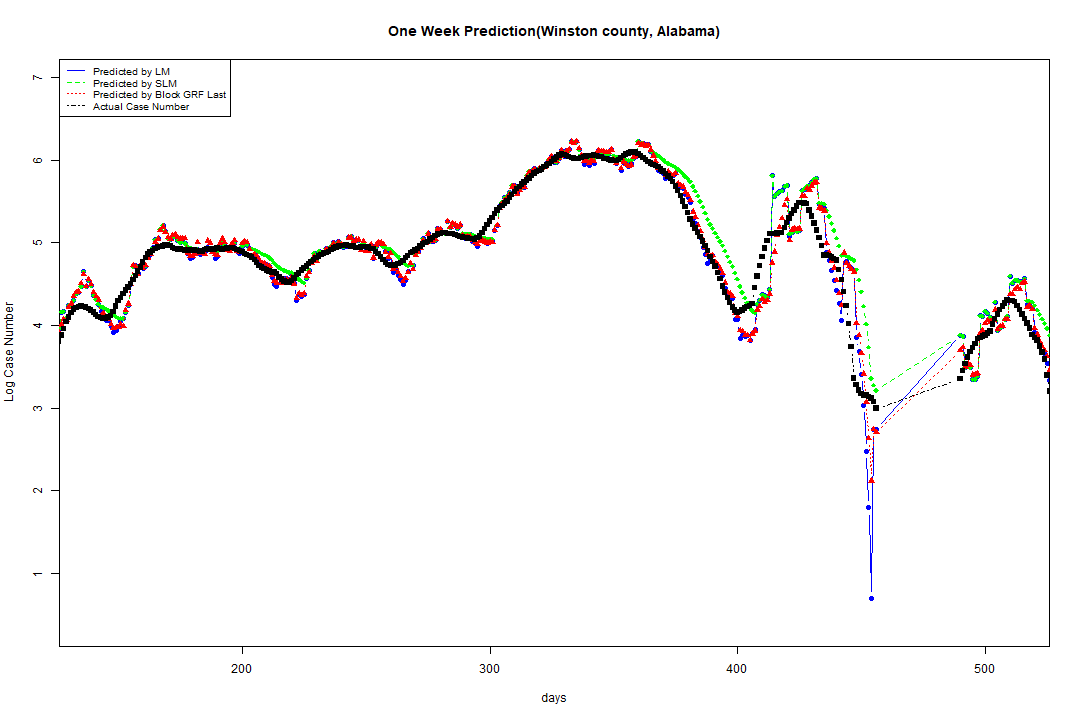 One Week Prediction(Winston county, Alabama)
Predicted by LM
Predicted by SLM
Predicted by Block GRF Last
Actual Case Number
7
6
5
4
3
2
1
Log Case Number
200
300
400
500
days